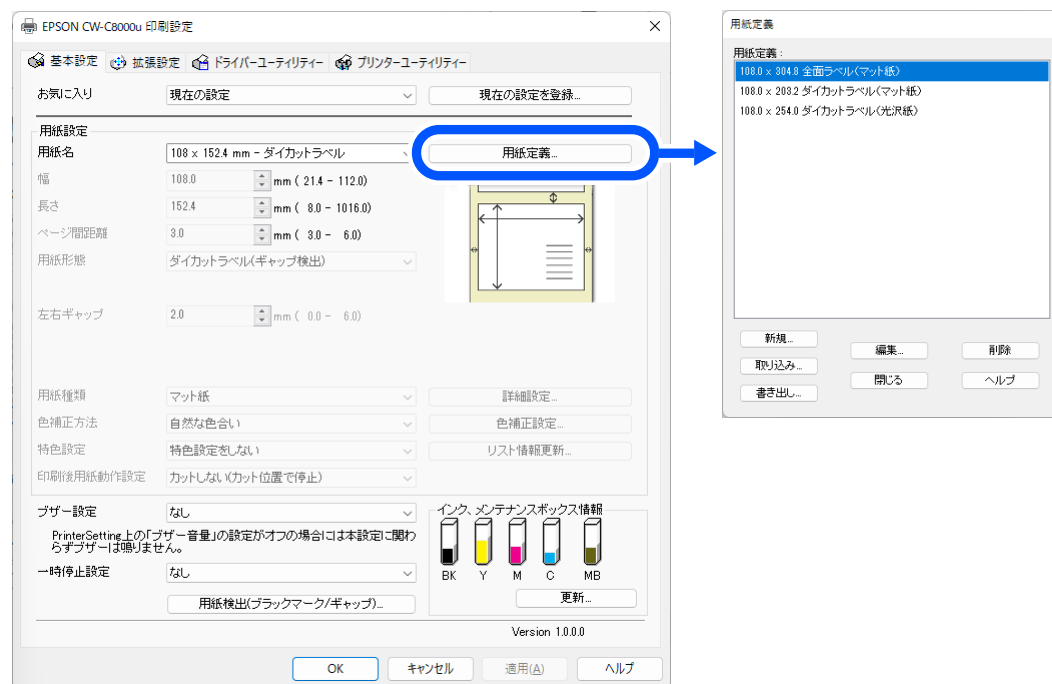 EPSON CW-C8000u 印刷設定
基本設定 拡張設定 ドライバーユーティリティー プリンターユーティリティー
お気に入り 現在の設定 現在の設定を登録...
用紙設定
用紙名 108 x 152.4 mm - ダイカットラベル 用紙定義...
幅 108.0 mm ( 21.4 - 112.0)
長さ 152.4 mm ( 8.0 - 1016.0)
ページ間距離 3.0 mm ( 3.0 - 6.0)
用紙形態 ダイカットラベル(ギャップ検出)
左右ギャップ 2.0 mm ( 0.0 - 6.0)
用紙種類 マット紙 詳細設定...
色補正方法 自然な色合い 色補正設定...
特色設定 特色設定をしない リスト情報更新...
印刷後用紙動作設定 カットしない(カット位置で停止)
ブザー設定 なし
PrinterSetting上の「ブザー音量」の設定がオフの場合には本設定に関わ
らずブザーは鳴りません。
一時停止設定 なし
用紙検出(ブラックマーク/ギャップ)...
インク、メンテナンスボックス情報
BK Y M C MB
更新...
Version 1.0.0.0
OK キャンセル 適用(A) ヘルプ
用紙定義
用紙定義 :
108.0 x 304.8 全面ラベル(マット紙)
108.0 x 203.2 ダイカットラベル(マット紙)
108.0 x 254.0 ダイカットラベル(光沢紙)
新規... 編集... 削除
取り込み... 閉じる ヘルプ
書き出し...